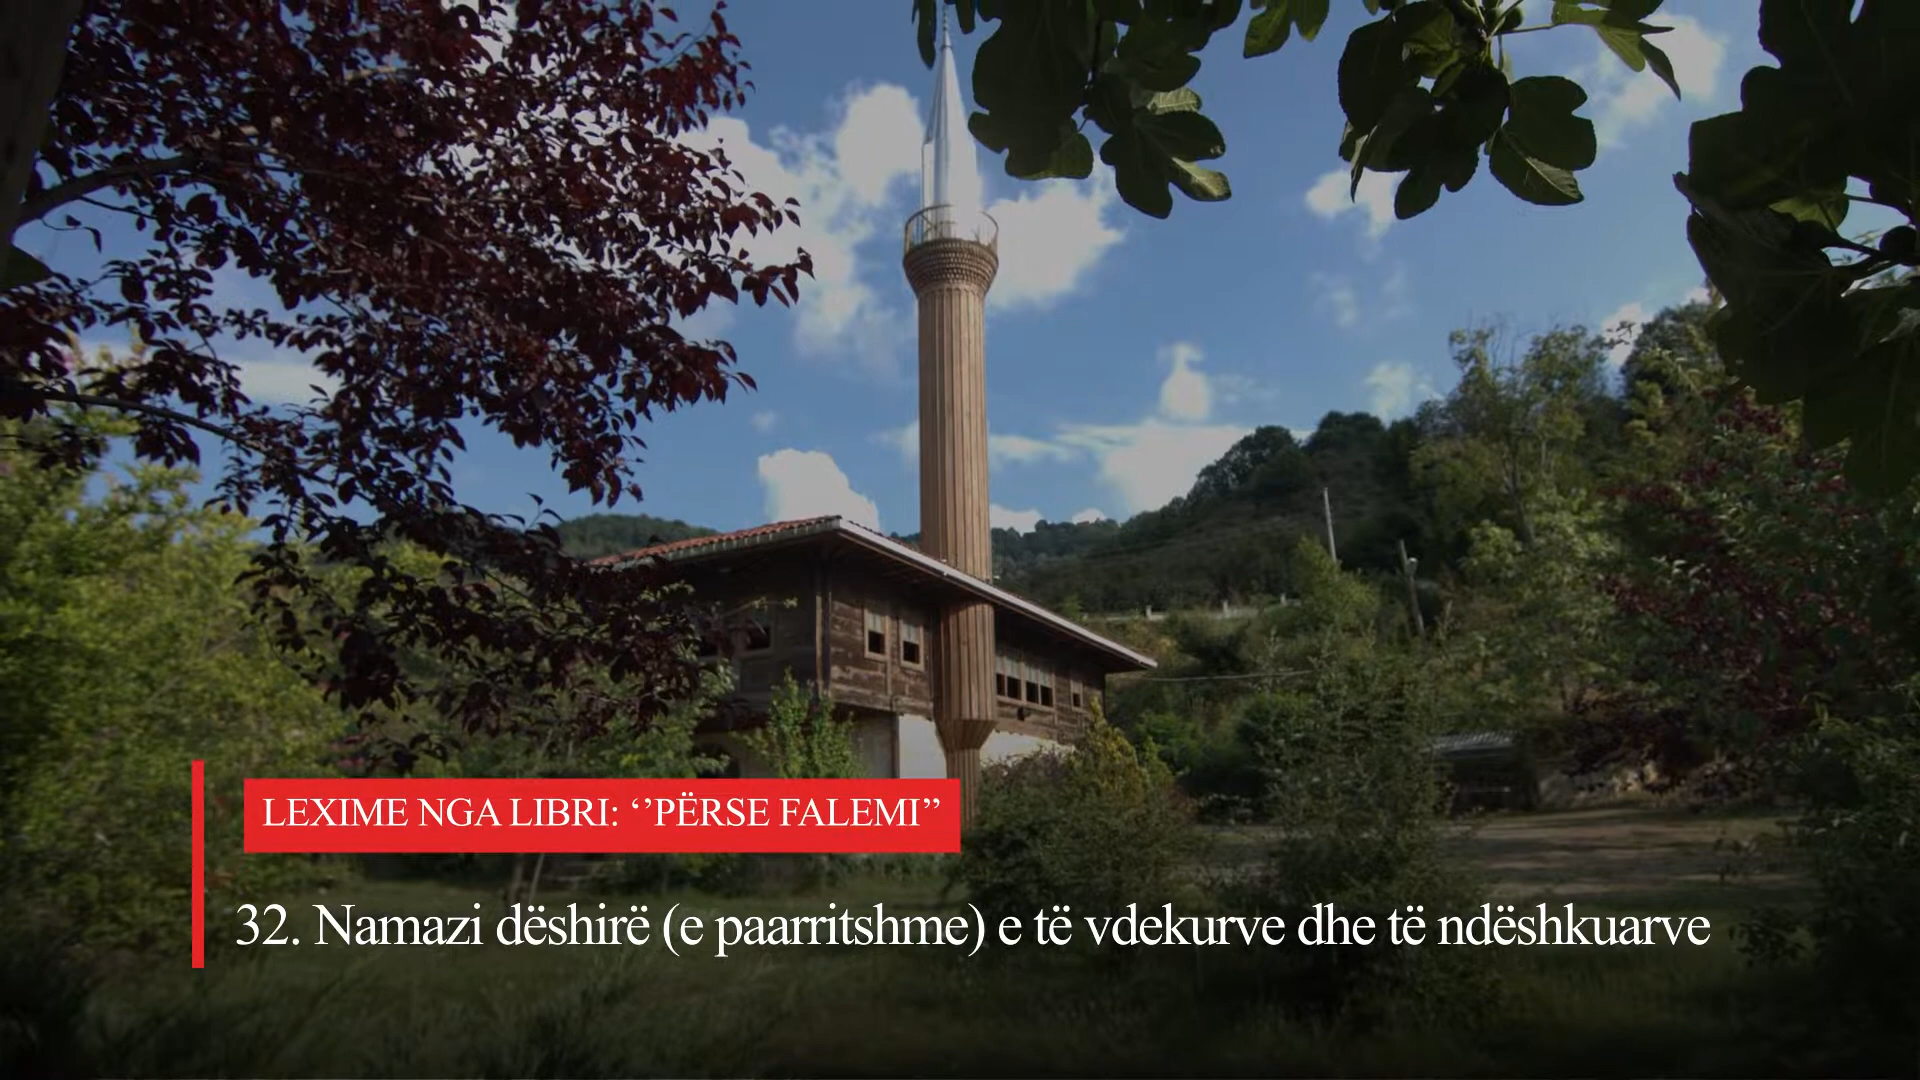 LEXIME NGA LIBRI: ‘’PËRSE FALEMI’’
32. Namazi dëshirë (e paarritshme) e të vdekurve dhe të ndëshkuarve